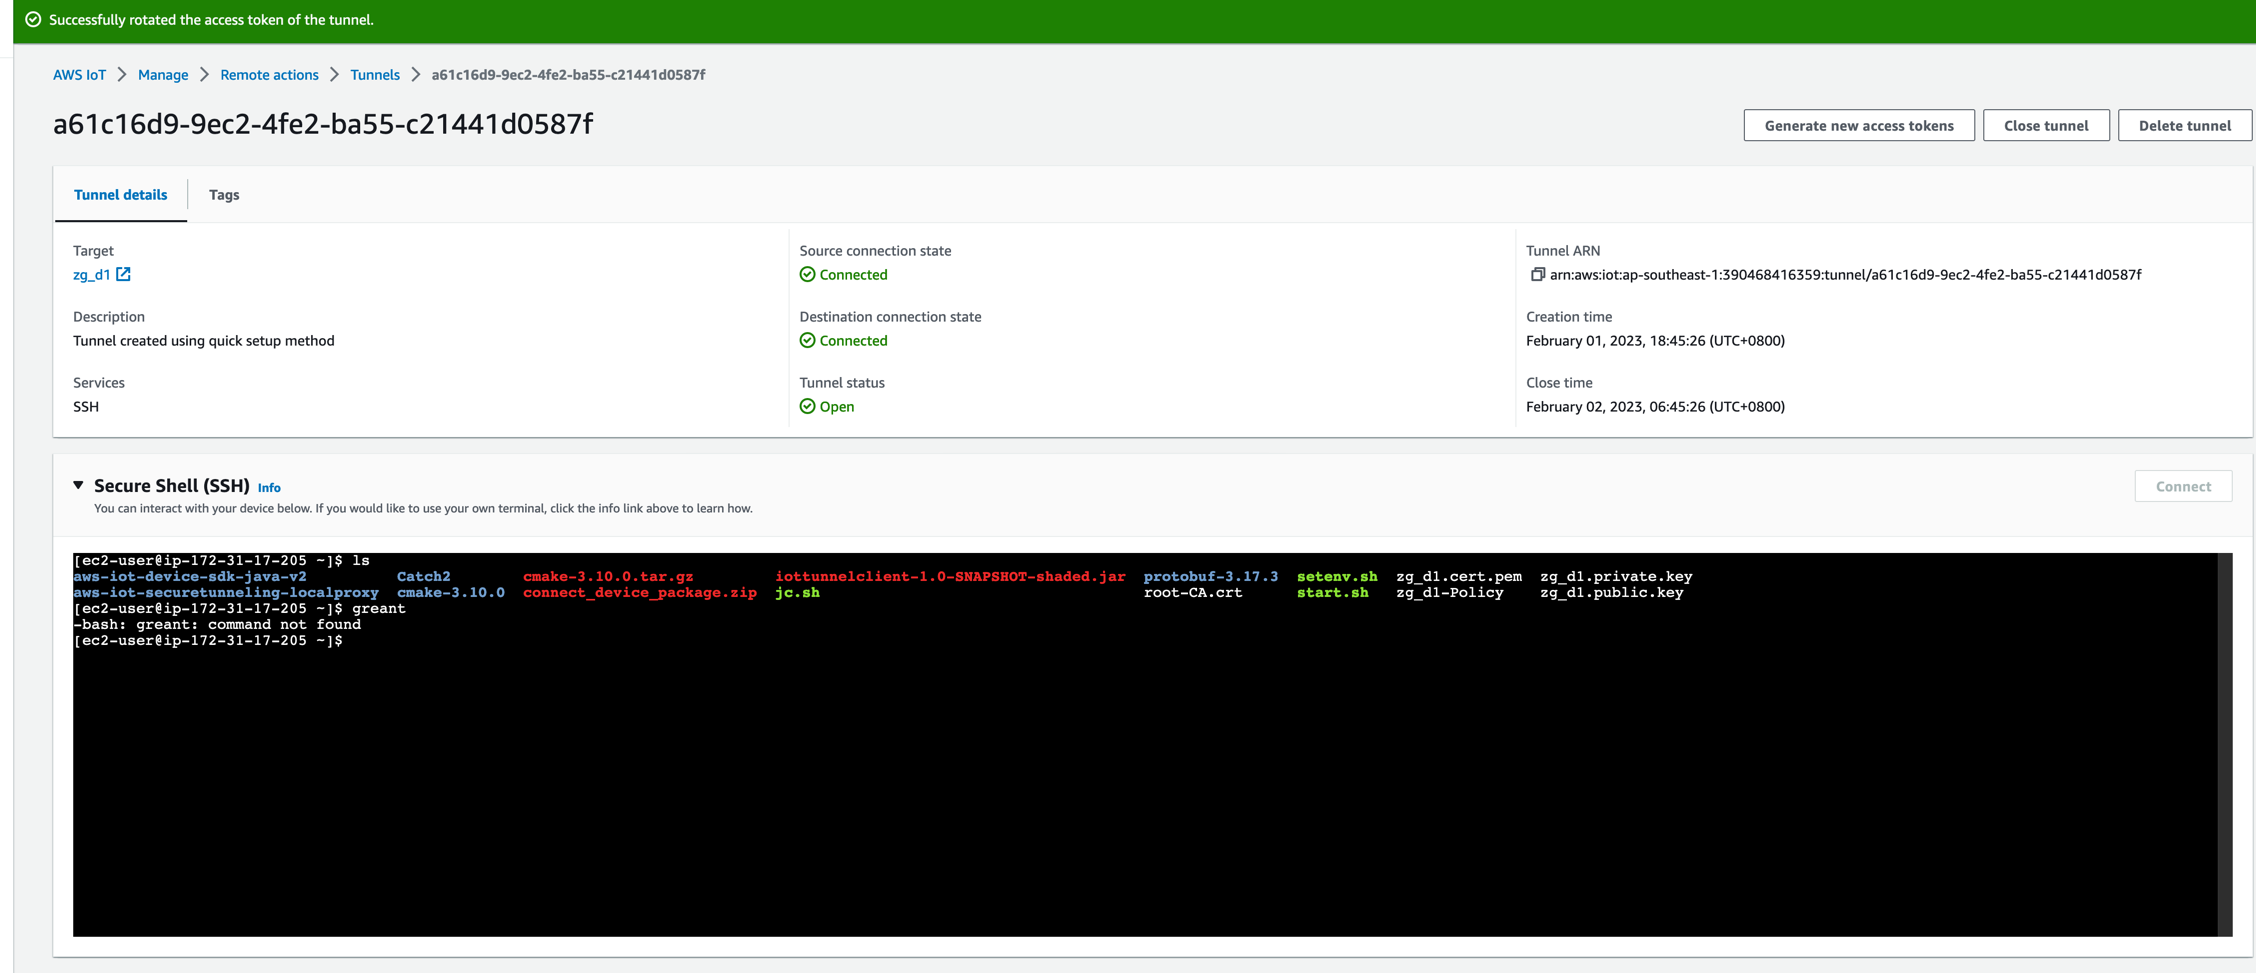 Successfully rotated the access token of the tunnel.
AWS IoT > Manage > Remote actions > Tunnels > a61c16d9-9ec2-4fe2-ba55-c21441d0587f
a61c16d9-9ec2-4fe2-ba55-c21441d0587f
Generate new access tokens
Close tunnel
Delete tunnel
Tunnel details
Tags
Target
zg_d1
Description
Tunnel created using quick setup method
Services
SSH
Source connection state
Connected
Destination connection state
Connected
Tunnel status
Open
Tunnel ARN
arn:aws:iot:ap-southeast-1:390468416359:tunnel/a61c16d9-9ec2-4fe2-ba55-c21441d0587f
Creation time
February 01, 2023, 18:45:26 (UTC+0800)
Close time
February 02, 2023, 06:45:26 (UTC+0800)
Secure Shell (SSH) Info
Connect
You can interact with your device below. If you would like to use your own terminal, click the info link above to learn how.
[ec2-user@ip-172-31-17-205 ~]$ ls
aws-iot-device-sdk-java-v2 Catch2 cmake-3.10.0.tar.gz iottunnelclient-1.0-SNAPSHOT-shaded.jar protobuf-3.17.3 setenv.sh zg_d1.cert.pem zg_d1.private.key
aws-iot-securetunneling-localproxy cmake-3.10.0 connect_device_package.zip jc.sh root-CA.crt start.sh zg_d1-Policy zg_d1.public.key
[ec2-user@ip-172-31-17-205 ~]$ greant
-bash: greant: command not found
[ec2-user@ip-172-31-17-205 ~]$